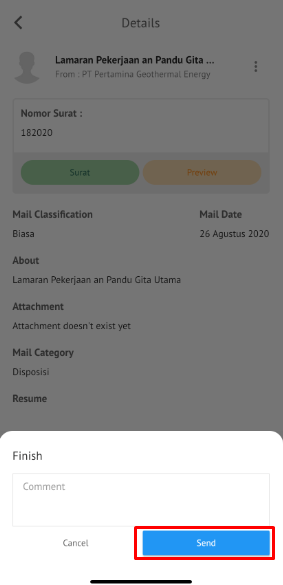 Details
Lamaran Pekerjaan an Pandu Gita ...
From : PT Pertamina Geothermal Energy
Nomor Surat :
182020
Surat Preview
Mail Classification Mail Date
Biasa 26 Agustus 2020
About
Lamaran Pekerjaan an Pandu Gita Utama
Attachment
Attachment doesn't exist yet
Mail Category
Disposisi
Resume
Finish
Comment
Cancel Send